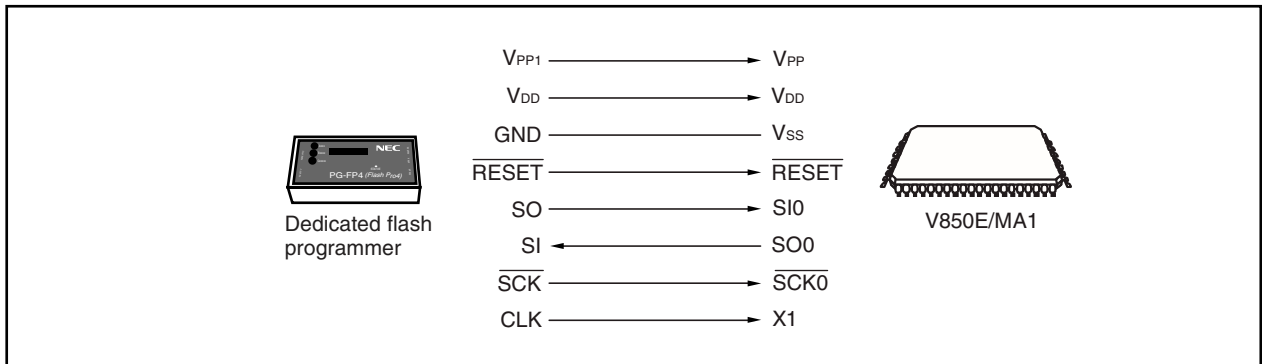 VPP1 VPP
VDD VDD
GND VSS
RESET RESET
SO SI0
SI SO0
SCK SCK0
CLK X1
NEC
PG-FP4 (Flash Pro4)
Dedicated flash
programmer
V850E/MA1